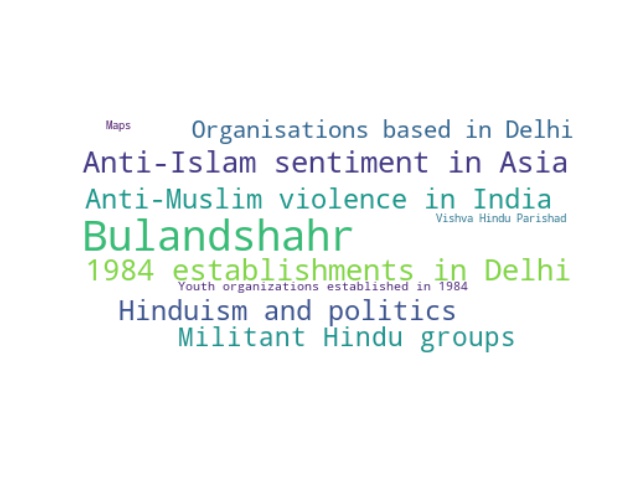 Maps
Organisations based in Delhi
Anti-Islam sentiment in Asia
Anti-Muslim violence in India
Vishva Hindu Parishad
Bulandshahr
1984 establishments in Delhi
Youth organizations established in 1984
Hinduism and politics
Militant Hindu groups